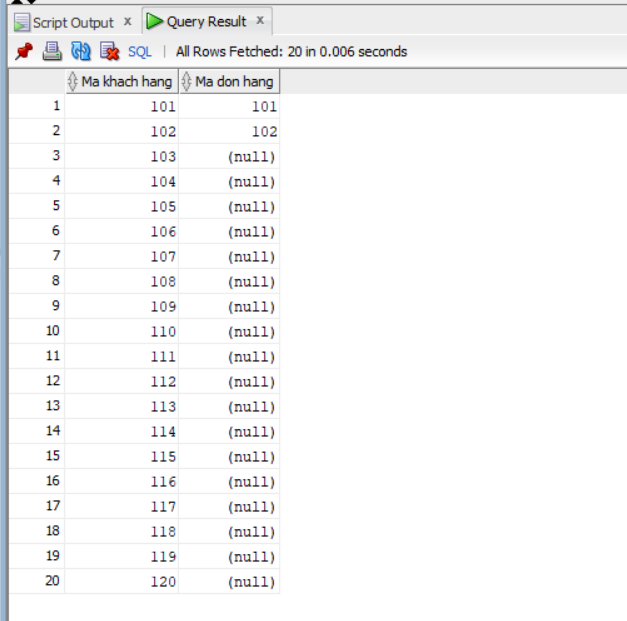 Script Output x Query Result x
SQL | All Rows Fetched: 20 in 0.006 seconds
Ma khach hang Ma don hang
1 101 101
2 102 102
3 103 (null)
4 104 (null)
5 105 (null)
6 106 (null)
7 107 (null)
8 108 (null)
9 109 (null)
10 110 (null)
11 111 (null)
12 112 (null)
13 113 (null)
14 114 (null)
15 115 (null)
16 116 (null)
17 117 (null)
18 118 (null)
19 119 (null)
20 120 (null)